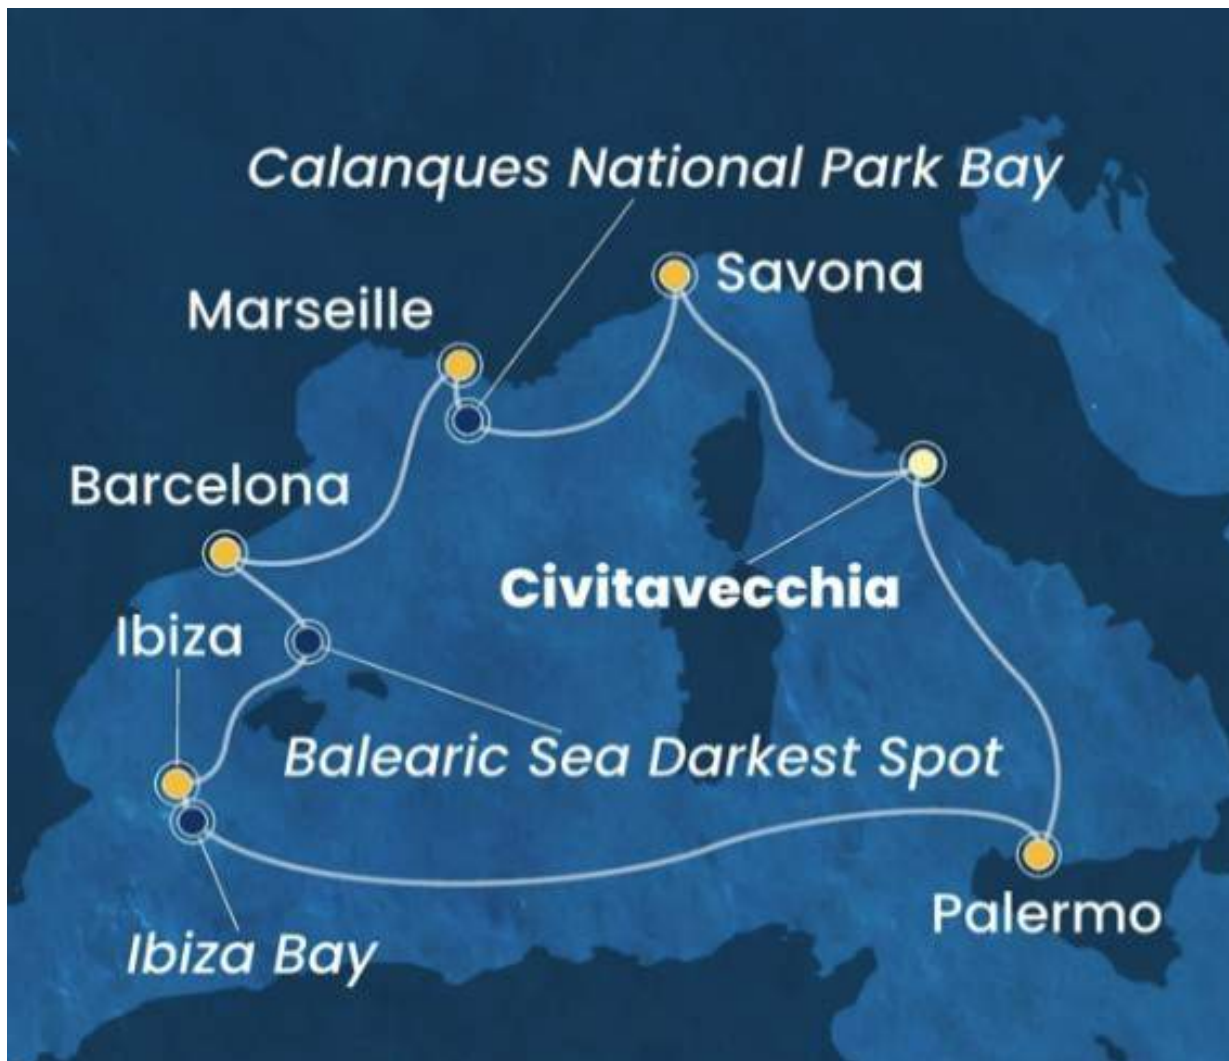 Calanques National Park Bay
Savona
Marseille
Barcelona
Civitavecchia
Ibiza
Balearic Sea Darkest Spot
Palermo
Ibiza Bay